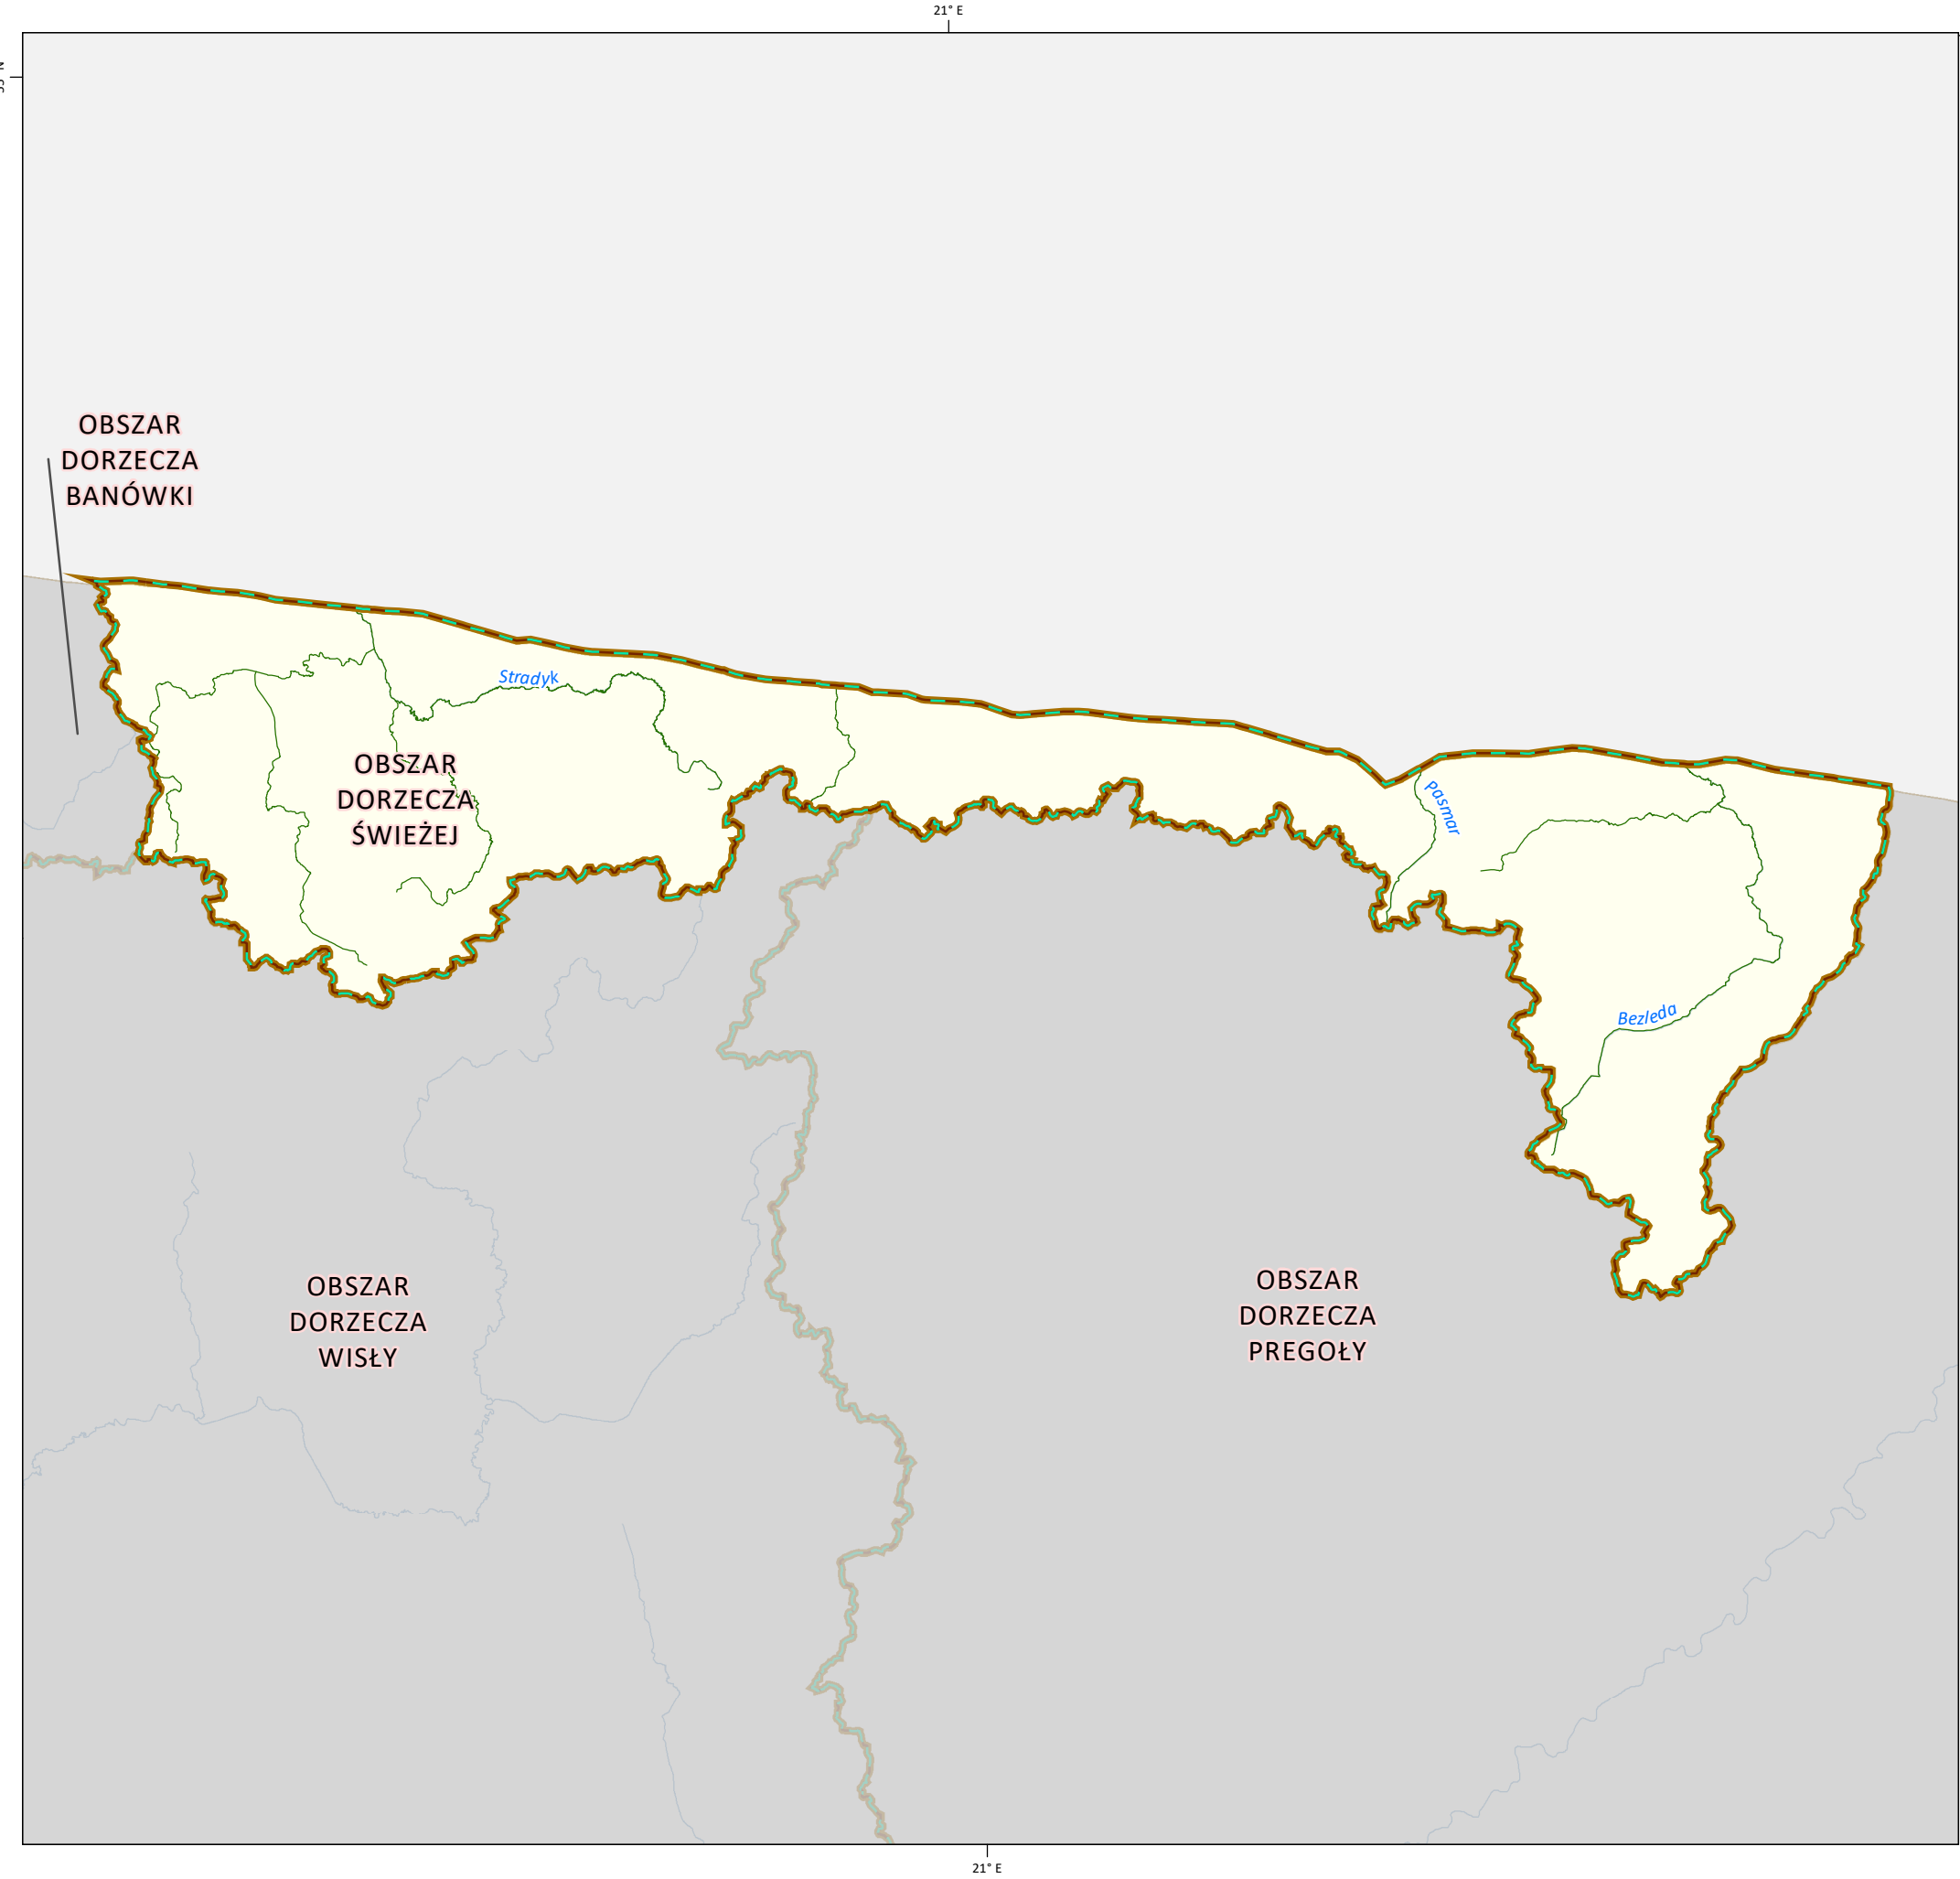 21° E
OBSZAR
DORZECZA
BANÓWKI
Stradyk
OBSZAR
DORZECZA
ŚWIEŻEJ
Pasmar
Bezleda
OBSZAR
DORZECZA
WISŁY
OBSZAR
DORZECZA
PREGOŁY
21° E